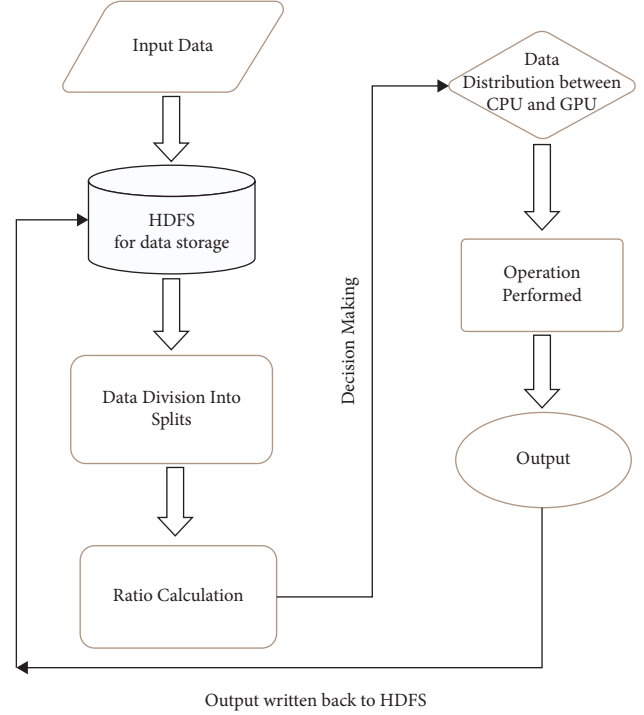 Input Data
HDFS
for data storage
Data Division Into
Splits
Ratio Calculation
Decision Making
Data
Distribution between
CPU and GPU
Operation
Performed
Output
Output written back to HDFS